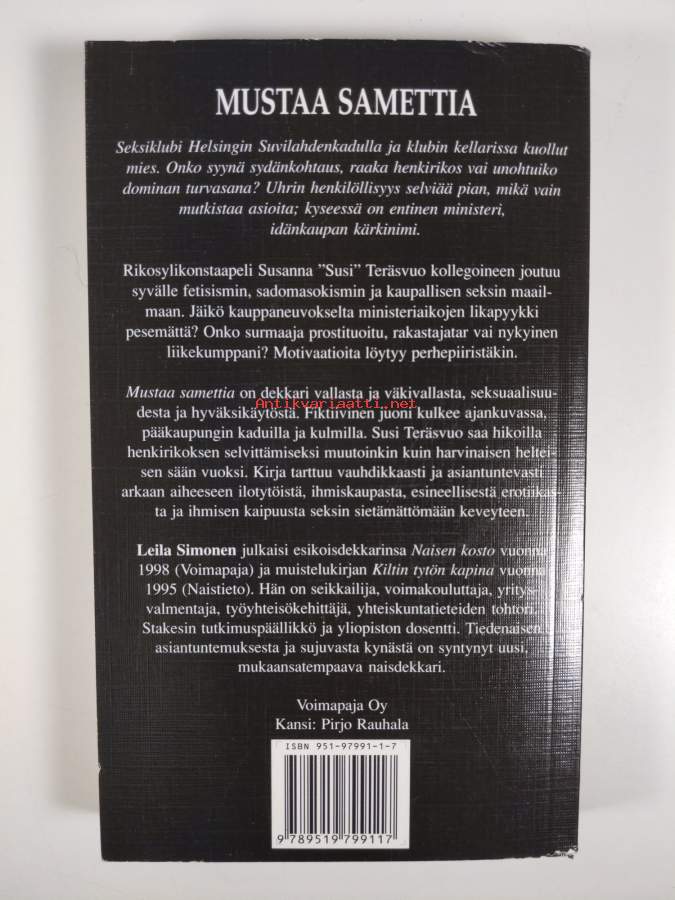 MUSTAA SAMETTIA
Seksiklubi Helsingin Suvilahdenkadulla ja klubin kellarissa kuollut
mies. Onko syynä sydänkohtaus, raaka henkirikos vai unohtuiko
dominan turvasana? Uhrin henkilöllisyys selviää pian, mikä vain
mutkistaa asioita; kyseessä on entinen ministeri,
idänkaupan kärkinimi.
Rikosylikonstaapeli Susanna ”Susi” Teräsvuo kollegoineen joutuu
syvälle fetisismin, sadomasokismin ja kaupallisen seksin maail-
maan. Jäikö kauppaneuvokselta ministeriaikojen likapyykki
pesemättä? Onko surmaaja prostituoitu, rakastajatar vai nykyinen
liikekumppani? Motivaatioita löytyy perhepiiristäkin.
Mustaa samettia on dekkari vallasta ja väkivallasta, seksuaalisuu-
desta ja hyväksikäytöstä. Fiktiivinen juoni kulkee ajankuvassa,
Antikvariaatti.net
pääkaupungin kaduilla ja kulmilla. Susi Teräsvuo saa hikoilla
henkirikoksen selvittämiseksi muutoinkin kuin harvinaisen heltei-
sen sään vuoksi. Kirja tarttuu vauhdikkaasti ja asiantuntevasti
arkaan aiheeseen ilotytöistä, ihmiskaupasta, esineellisestä erotiikas-
ta ja ihmisen kaipuusta seksin sietämättömään keveyteen.
Leila Simonen julkaisi esikoisdekkarinsa Naisen kosto vuonna
1998 (Voimapaja) ja muistelukirjan Kiltin tytön kapina vuonna
1995 (Naistieto). Hän on seikkailija, voimakouluttaja, yritys-
valmentaja, työyhteisökehittäjä, yhteiskuntatieteiden tohtori,
Stakesin tutkimuspäällikkö ja yliopiston dosentti. Tiedenaisen
asiantuntemuksesta ja sujuvasta kynästä on syntynyt uusi,
mukaansatempaava naisdekkari.
Voimapaja Oy
Kansi: Pirjo Rauhala
ISBN 951-97991-1-7
9 789519 799117